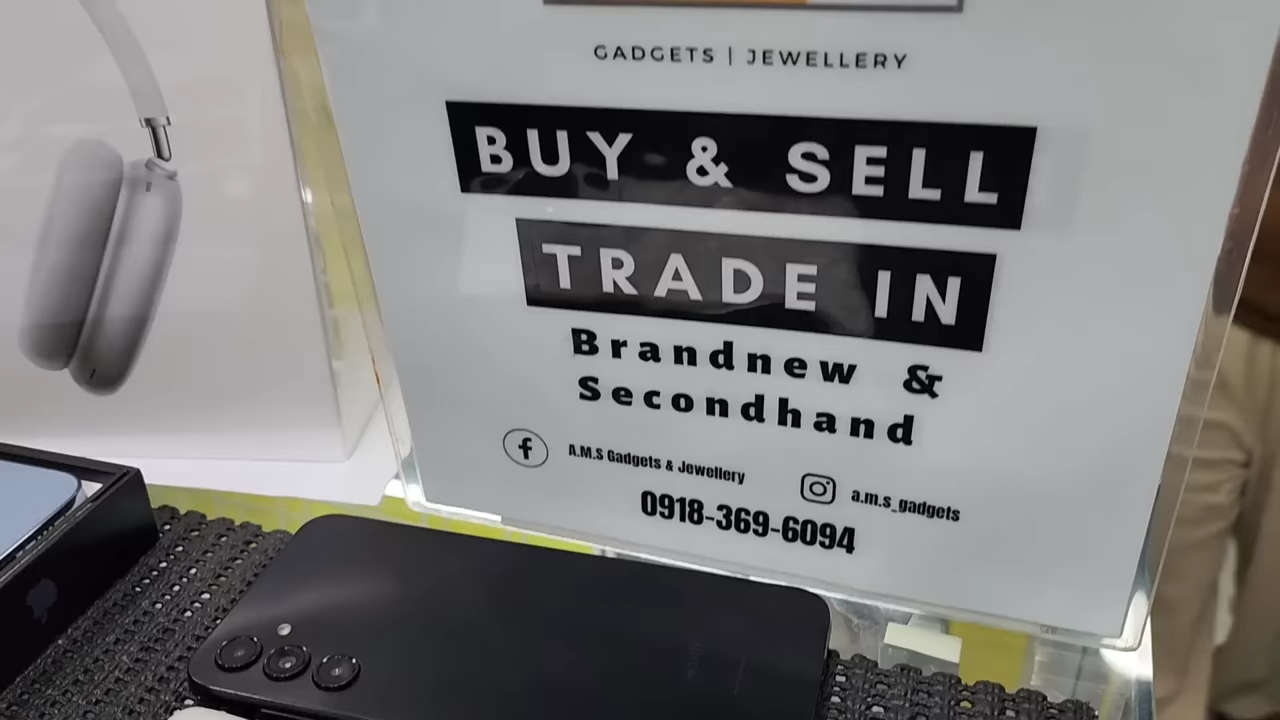 GADGETS | JEWELLERY
BUY & SELL
TRADE IN
Brandnew &
Secondhand
A.M.S Gadgets & Jewellery
a.m.s_gadgets
0918-369-6094